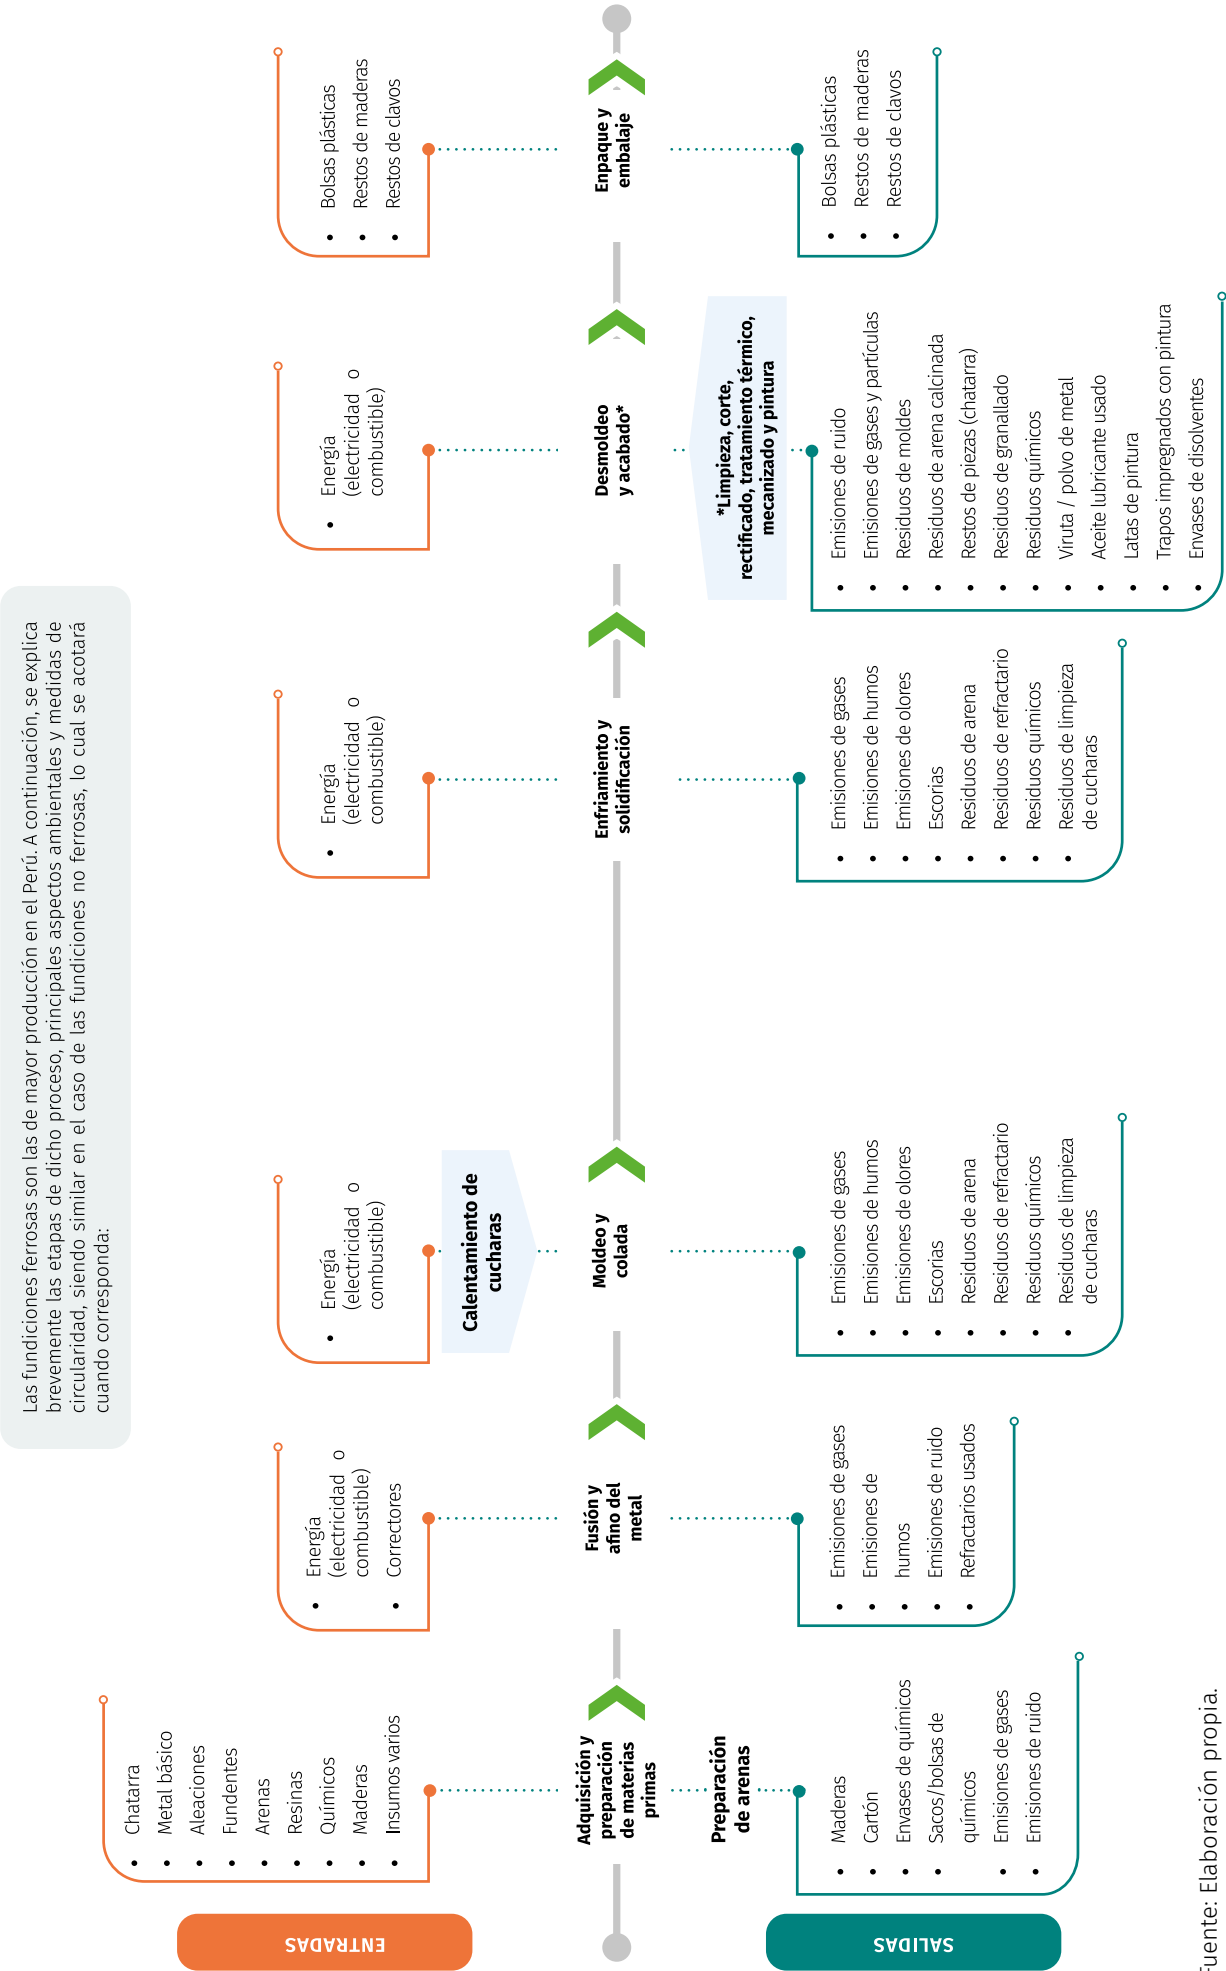 Las fundiciones ferrosas son las de mayor producción en el Perú. A continuación, se explica
brevemente las etapas de dicho proceso, principales aspectos ambientales y medidas de
circularidad, siendo similar en el caso de las fundiciones no ferrosas, lo cual se acotará
cuando corresponda:
ENTRADAS
• Chatarra
• Metal básico
• Aleaciones
• Fundentes
• Arenas
• Resinas
• Químicos
• Maderas
• Insumos varios
• Energía
(electricidad o
combustible)
• Correctores
• Energía
(electricidad o
combustible)
Calentamiento de
cucharas
• Energía
(electricidad o
combustible)
• Energía
(electricidad o
combustible)
• Bolsas plásticas
• Restos de maderas
• Restos de clavos
Adquisición y
preparación
de materias
primas
Preparación
de arenas
Fusión y
afino del
metal
Moldeo y
colada
Enfriamiento y
solidificación
Desmoldeo
y acabado*
*Limpieza, corte,
rectificado, tratamiento térmico,
mecanizado y pintura
Enpaque y
embalaje
SALIDAS
• Maderas
• Cartón
• Envases de químicos
• Sacos/bolsas de
químicos
• Emisiones de gases
• Emisiones de ruido
• Emisiones de gases
• Emisiones de
• humos
• Emisiones de ruido
• Refractarios usados
• Emisiones de gases
• Emisiones de humos
• Emisiones de olores
• Escorias
• Residuos de arena
• Residuos de refractario
• Residuos químicos
• Residuos de limpieza
de cucharas
• Emisiones de gases
• Emisiones de humos
• Emisiones de olores
• Escorias
• Residuos de arena
• Residuos de refractario
• Residuos químicos
• Residuos de limpieza
de cucharas
• Emisiones de ruido
• Emisiones de gases y partículas
• Residuos de moldes
• Residuos de arena calcinada
• Restos de piezas (chatarra)
• Residuos de granallado
• Residuos químicos
• Viruta / polvo de metal
• Aceite lubricante usado
• Latas de pintura
• Trapos impregnados con pintura
• Envases de disolventes
• Bolsas plásticas
• Restos de maderas
• Restos de clavos
Fuente: Elaboración propia.